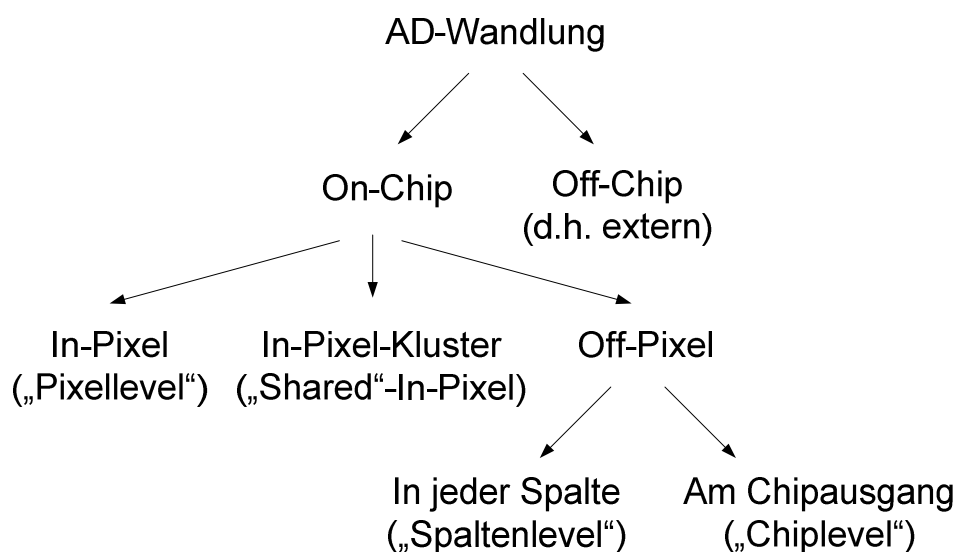 AD-Wandlung
On-Chip
Off-Chip
(d.h. extern)
In-Pixel
(„Pixellevel“)
In-Pixel-Kluster
(„Shared“-In-Pixel)
Off-Pixel
In jeder Spalte
(„Spaltenlevel“)
Am Chipausgang
(„Chiplevel“)